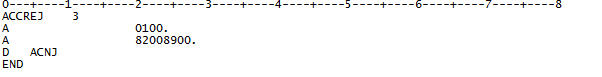 0---+----1----+----2----+----3----+----4----+----5----+----6----+----7----+----8
ACCREJ    3
A                  0100.
A                  82008900.
D   ACNJ
END